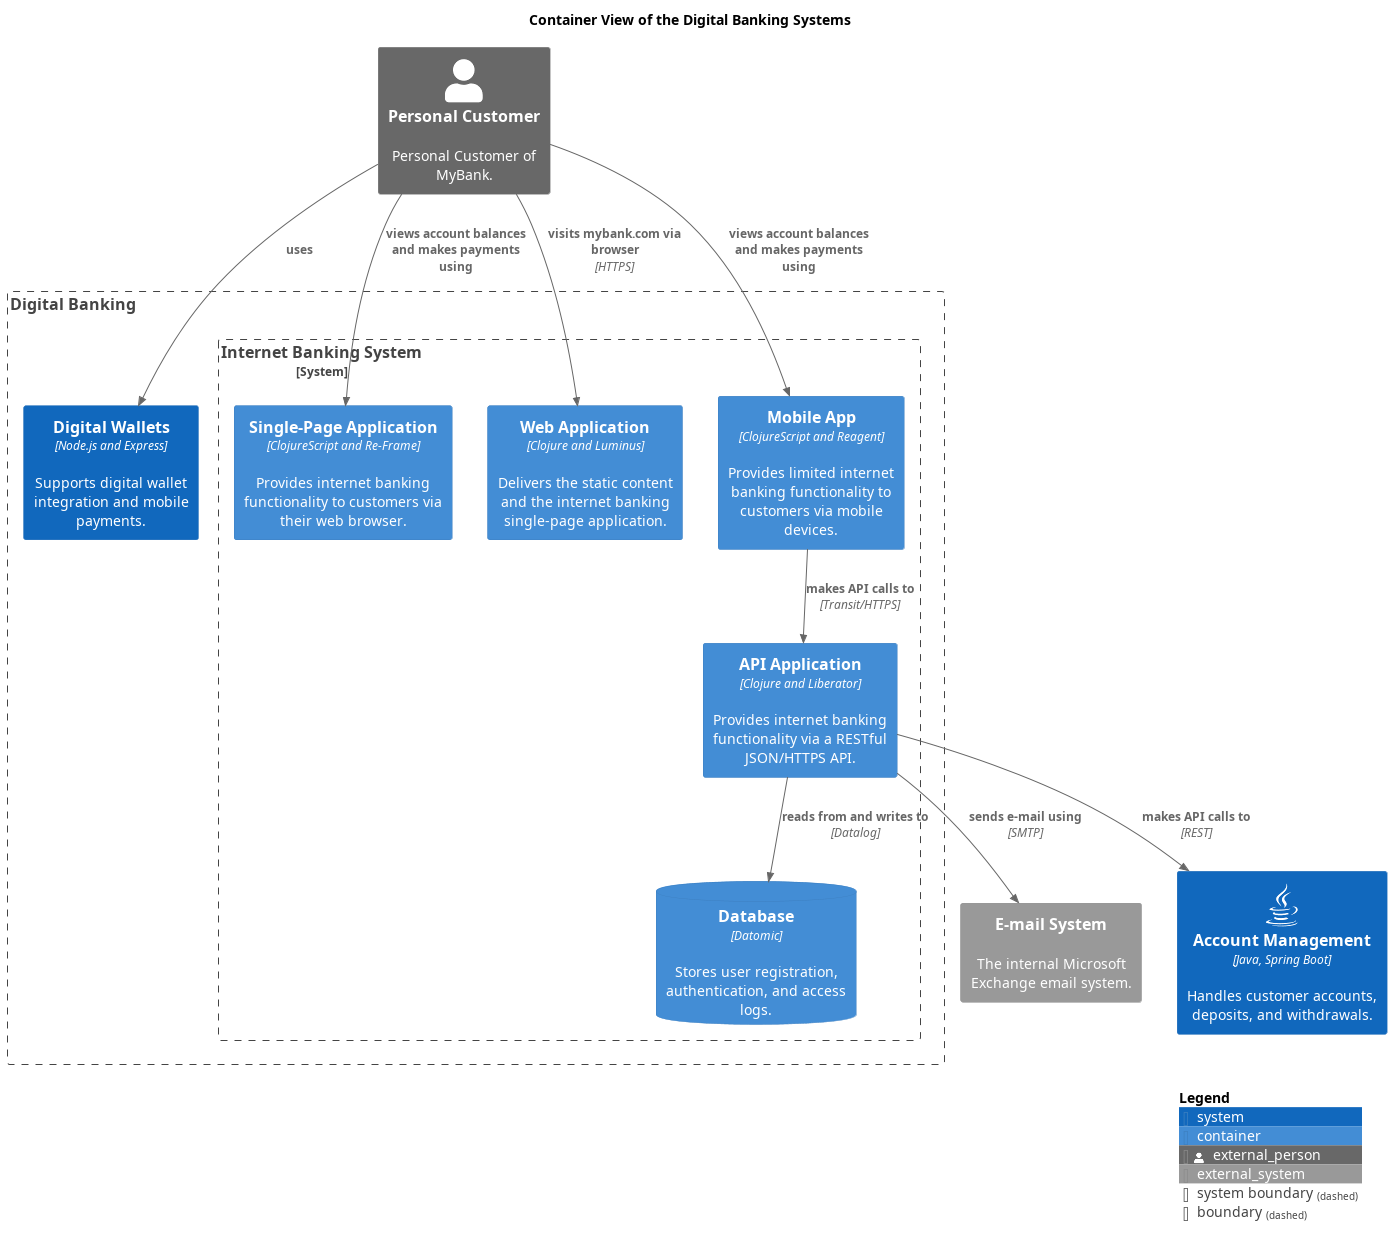 Container View of the Digital Banking Systems
Personal Customer
Personal Customer of
MyBank.
uses
views account balances
and makes payments
using
visits mybank.com via
browser
[HTTPS]
views account balances
and makes payments
using
Digital Banking
Internet Banking System
[System]
Digital Wallets
[Node.js and Express]
Supports digital wallet
integration and mobile
payments.
Single-Page Application
[ClojureScript and Re-Frame]
Provides internet banking
functionality to customers via
their web browser.
Web Application
[Clojure and Luminus]
Delivers the static content
and the internet banking
single-page application.
Mobile App
[ClojureScript and Reagent]
Provides limited internet
banking functionality to
customers via mobile
devices.
makes API calls to
[Transit/HTTPS]
API Application
[Clojure and Liberator]
Provides internet banking
functionality via a RESTful
JSON/HTTPS API.
reads from and writes to
[Datalog]
sends e-mail using
[SMTP]
makes API calls to
[REST]
Database
[Datomic]
Stores user registration,
authentication, and access
logs.
E-mail System
The internal Microsoft
Exchange email system.
Account Management
[Java, Spring Boot]
Handles customer accounts,
deposits, and withdrawals.
Legend
system
container
external_person
external_system
system boundary (dashed)
boundary (dashed)